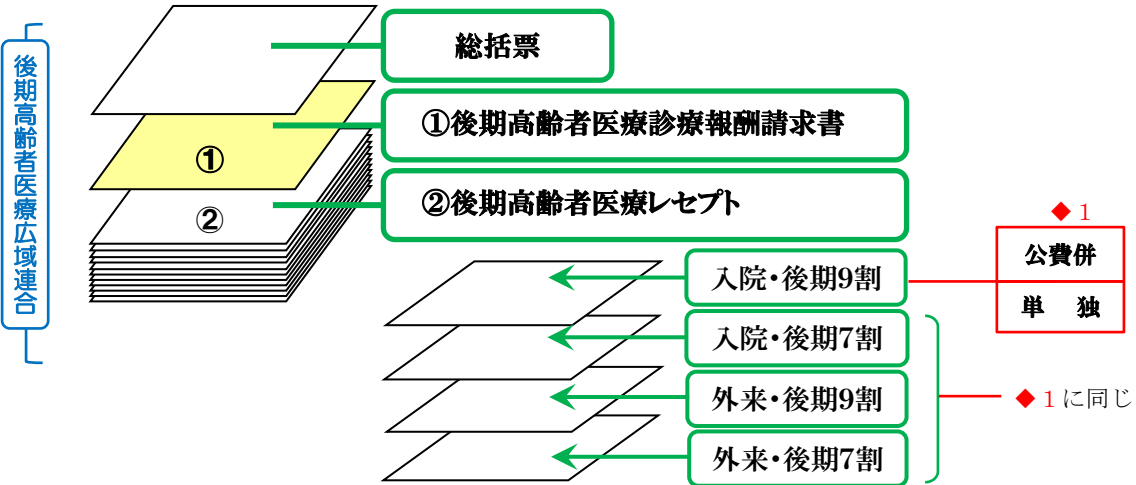 後期高齢者医療広域連合
総括票
①後期高齢者医療診療報酬請求書
①
②後期高齢者医療レセプト
②
◆1
公費併
単　独
入院・後期9割
入院・後期7割
外来・後期9割
◆1に同じ
外来・後期7割